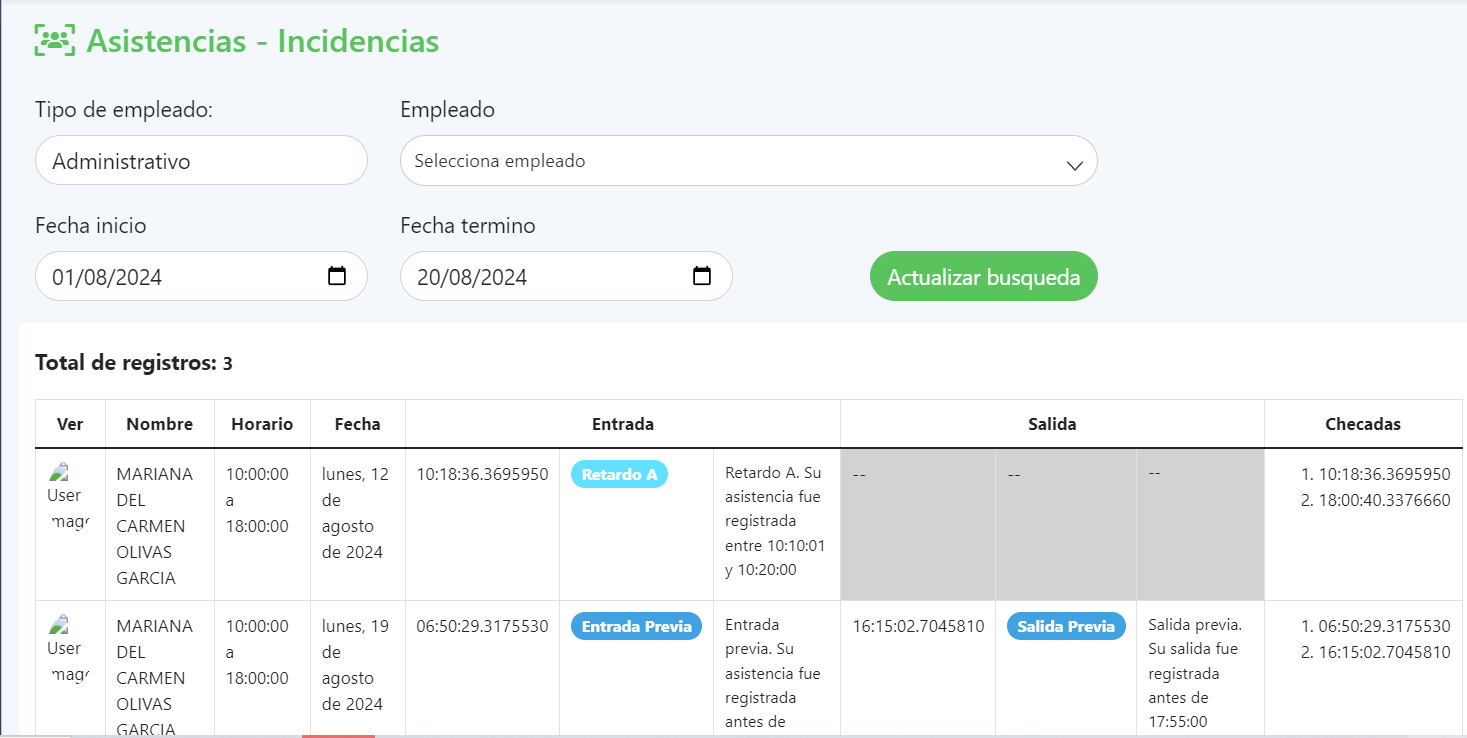 Asistencias - Incidencias
Tipo de empleado:
Empleado
Administrativo
Selecciona empleado
Fecha inicio
Fecha termino
01/08/2024
20/08/2024
Actualizar busqueda
Total de registros: 3
Ver
Nombre
Horario
Fecha
Entrada
Salida
Checadas
User
mage
MARIANA
DEL
CARMEN
OLIVAS
GARCIA
10:00:00
a
18:00:00
lunes, 12
de
agosto
de 2024
10:18:36.3695950
Retardo A
Retardo A. Su
asistencia fue
registrada
entre 10:10:01
y 10:20:00
--
--
--
1. 10:18:36.3695950
2. 18:00:40.3376660
User
mage
MARIANA
DEL
CARMEN
OLIVAS
GARCIA
10:00:00
a
18:00:00
lunes, 19
de
agosto
de 2024
06:50:29.3175530
Entrada Previa
Entrada
previa. Su
asistencia fue
registrada
antes de
16:15:02.7045810
Salida Previa
Salida previa.
Su salida fue
registrada
antes de
17:55:00
1. 06:50:29.3175530
2. 16:15:02.7045810